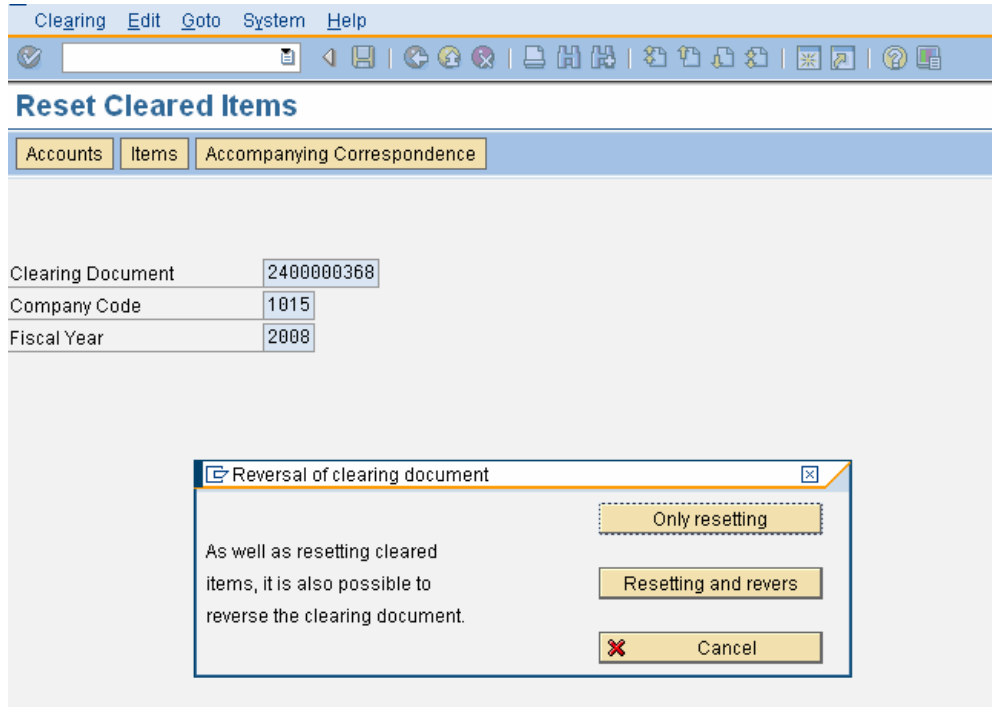 Clearing Edit Goto System Help
Reset Cleared Items
Accounts Items Accompanying Correspondence
Clearing Document 2400000368
Company Code 1015
Fiscal Year 2008
Reversal of clearing document
Only resetting
As well as resetting cleared
items, it is also possible to
reverse the clearing document.
Resetting and revers
Cancel